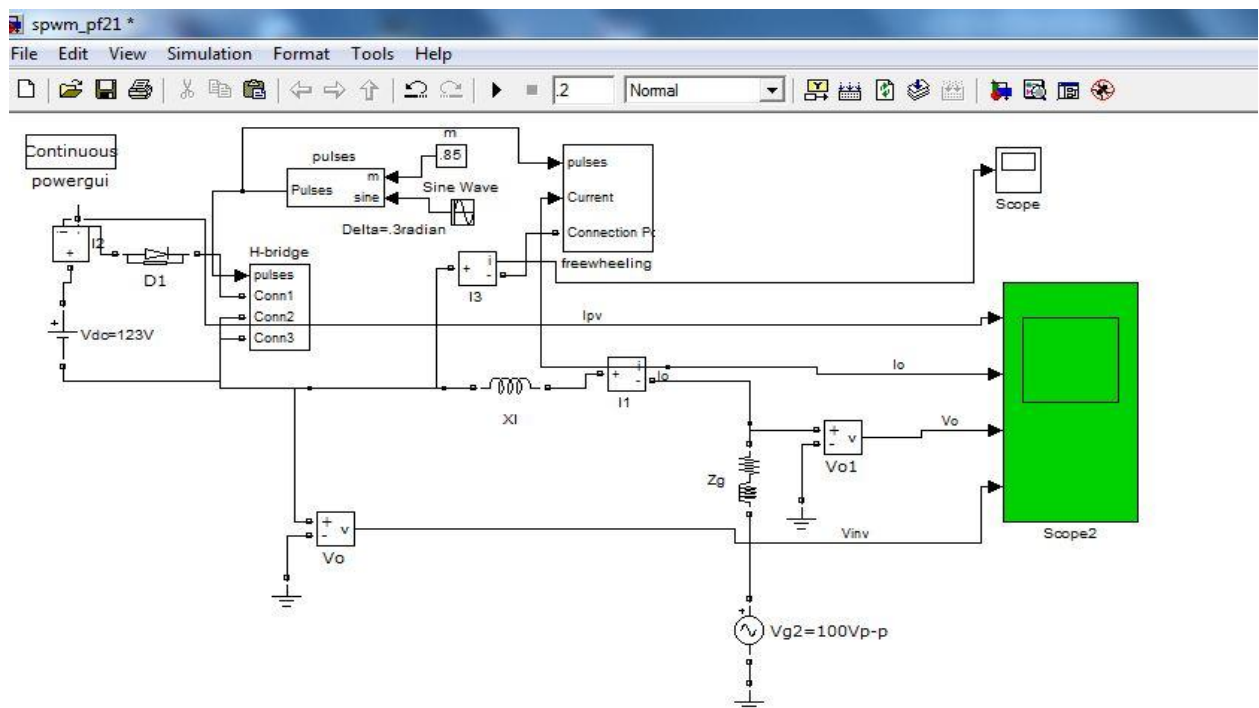 spwm_pf21 *
File Edit View Simulation Format Tools Help
.2 Normal
Continuous
powergui
pulses
Pulses m
sine
m
.85
Sine Wave
Delta=.3radian
pulses
Current
Connection Po
freewheeling
Scope
I2
+
D1
H-bridge
pulses
Conn1
Conn2
Conn3
+ i
-
I3
Ipv
+
Vdo=123V
Io
+ i
- Io
I1
Xl
Vo
+ v
-
Vo1
Zg
+ v
-
Vo
Vinv
Scope2
+
Vg2=100Vp-p